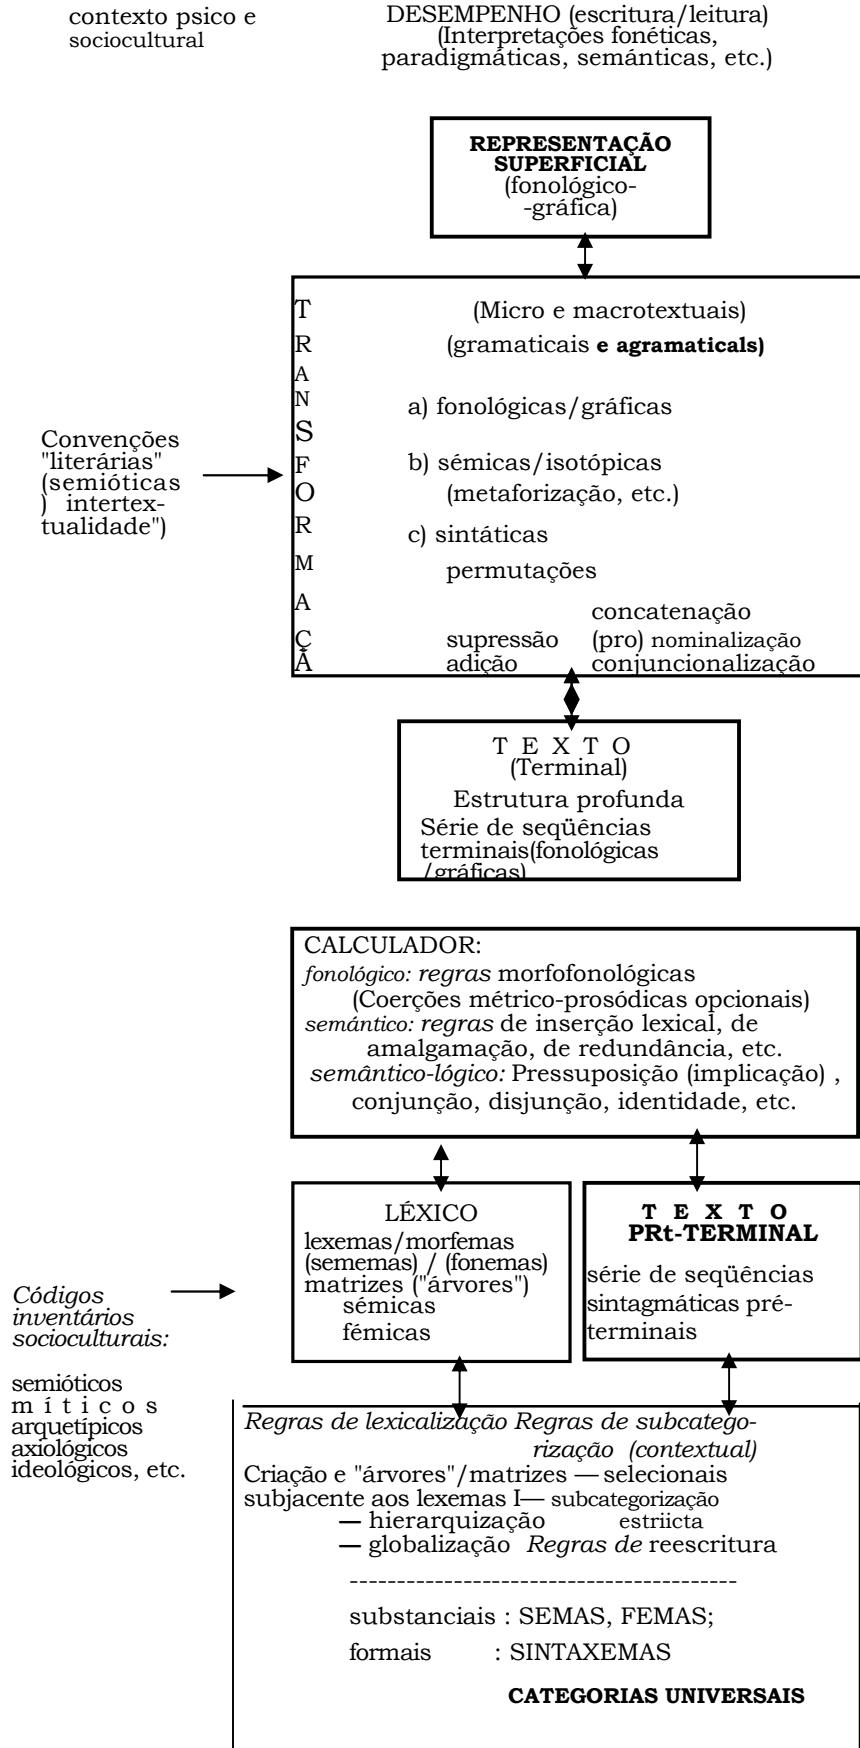 contexto psico e
sociocultural
DESEMPENHO (escritura/leitura)
(Interpretações fonéticas,
paradigmáticas, semánticas, etc.)
REPRESENTAÇÃO
SUPERFICIAL
(fonológico-
-gráfica)
T
R
A
N
S
F
O
R
M
A
Ç
Ã
(Micro e macrotextuais)
(gramaticais e agramaticals)
a) fonológicas/gráficas
b) sémicas/isotópicas
(metaforização, etc.)
c) sintáticas
permutações
concatenação
supressão (pro) nominalização
adição conjuncionalização
Convenções
"literárias"
(semióticas
) intertex-
tualidade")
T E X T O
(Terminal)
Estrutura profunda
Série de seqüências
terminais(fonológicas
/gráficas)
CALCULADOR:
fonológico: regras morfofonológicas
(Coerções métrico-prosódicas opcionais)
semántico: regras de inserção lexical, de
amalgamação, de redundância, etc.
semântico-lógico: Pressuposição (implicação) ,
conjunção, disjunção, identidade, etc.
LÉXICO
lexemas/morfemas
(sememas) / (fonemas)
matrizes ("árvores")
sémicas
fémicas
T E X T O
PRt-TERMINAL
série de seqüências
sintagmáticas pré-
terminais
Códigos
inventários
socioculturais:
semióticos
m í t i c o s
arquetípicos
axiológicos
ideológicos, etc.
Regras de lexicalização Regras de subcatego-
rização (contextual)
Criação e "árvores"/matrizes — selecionais
subjacente aos lexemas I— subcategorização
— hierarquização estriicta
— globalização Regras de reescritura
-----------------------------------------
substanciais : SEMAS, FEMAS;
formais : SINTAXEMAS
CATEGORIAS UNIVERSAIS